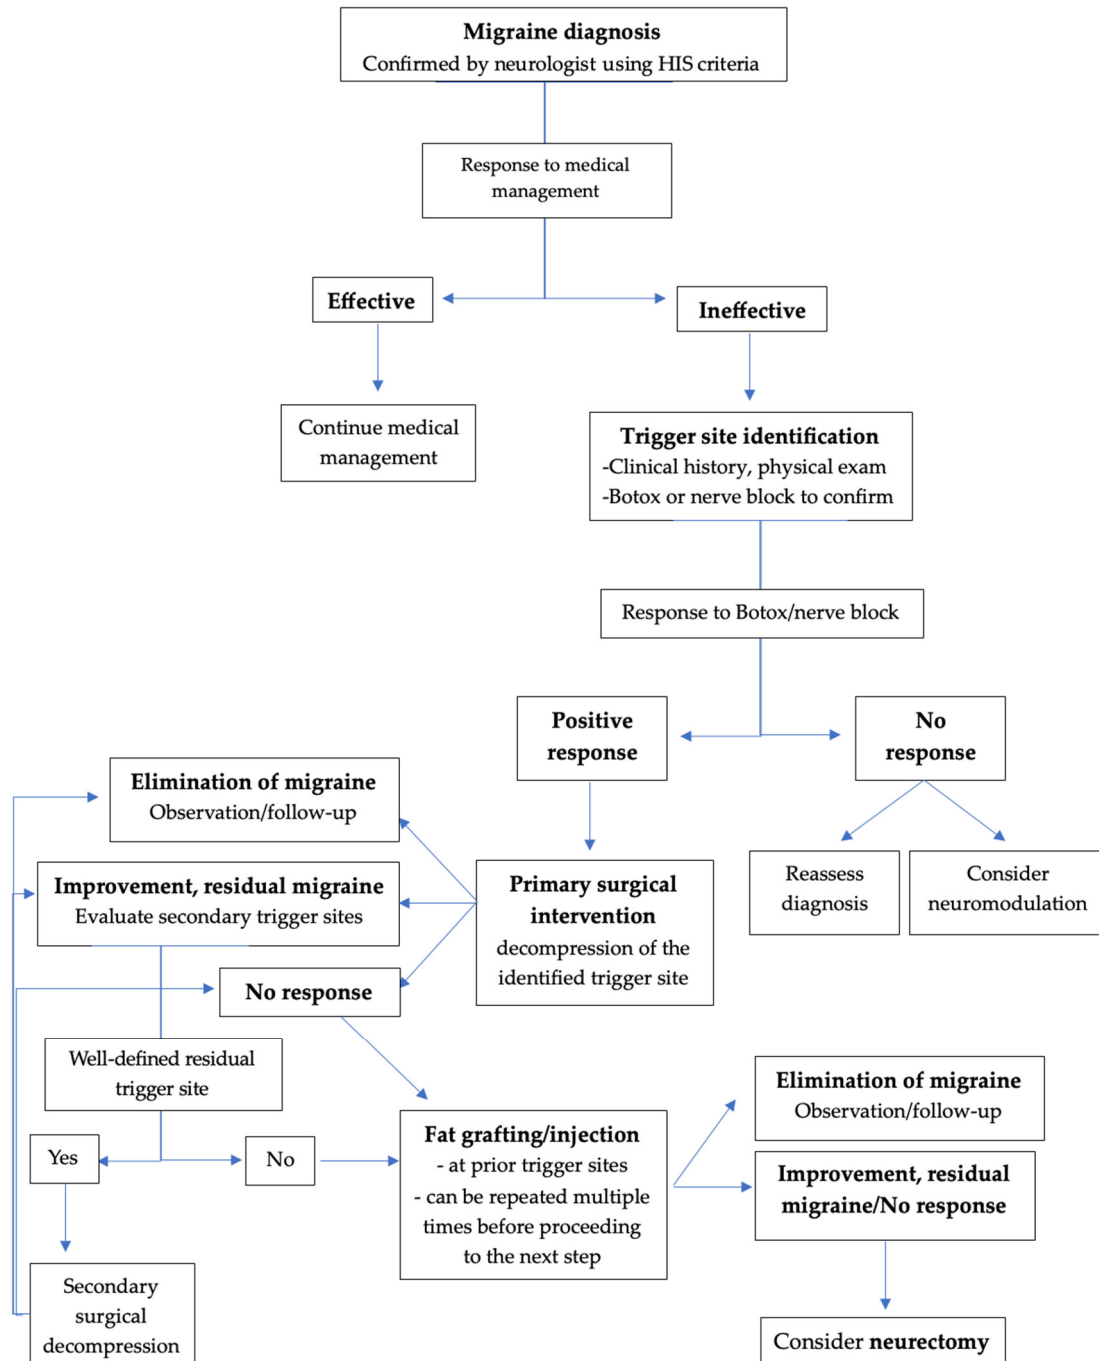 Migraine diagnosis
Confirmed by neurologist using HIS criteria
Response to medical
management
Effective
Ineffective
Continue medical
management
Trigger site identification
-Clinical history, physical exam
-Botox or nerve block to confirm
Response to Botox/nerve block
Positive
response
No
response
Elimination of migraine
Observation/follow-up
Improvement, residual migraine
Evaluate secondary trigger sites
No response
Primary surgical
intervention
decompression of the
identified trigger site
Reassess
diagnosis
Consider
neuromodulation
Well-defined residual
trigger site
Yes
No
Fat grafting/injection
- at prior trigger sites
- can be repeated multiple
times before proceeding
to the next step
Elimination of migraine
Observation/follow-up
Improvement, residual
migraine/No response
Secondary
surgical
decompression
Consider neurectomy